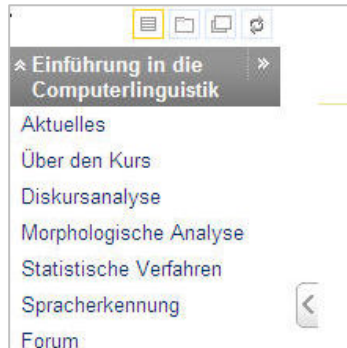 Einführung in die
Computerlinguistik
Aktuelles
Über den Kurs
Diskursanalyse
Morphologische Analyse
Statistische Verfahren
Spracherkennung
Forum